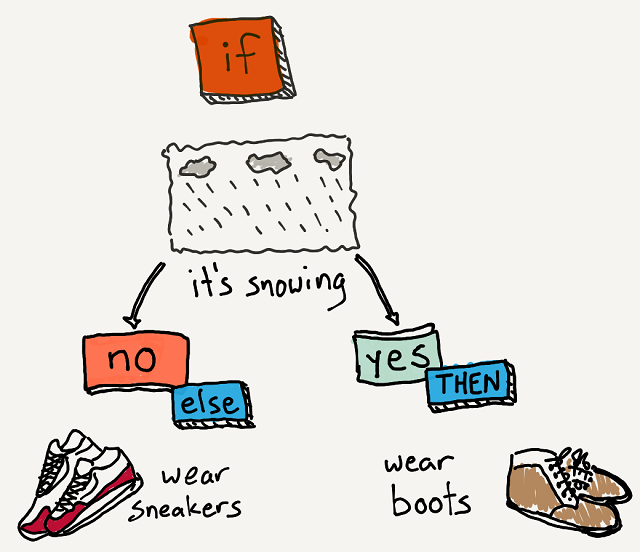 if
it's snowing
no
yes
else
THEN
wear
sneakers
wear
boots